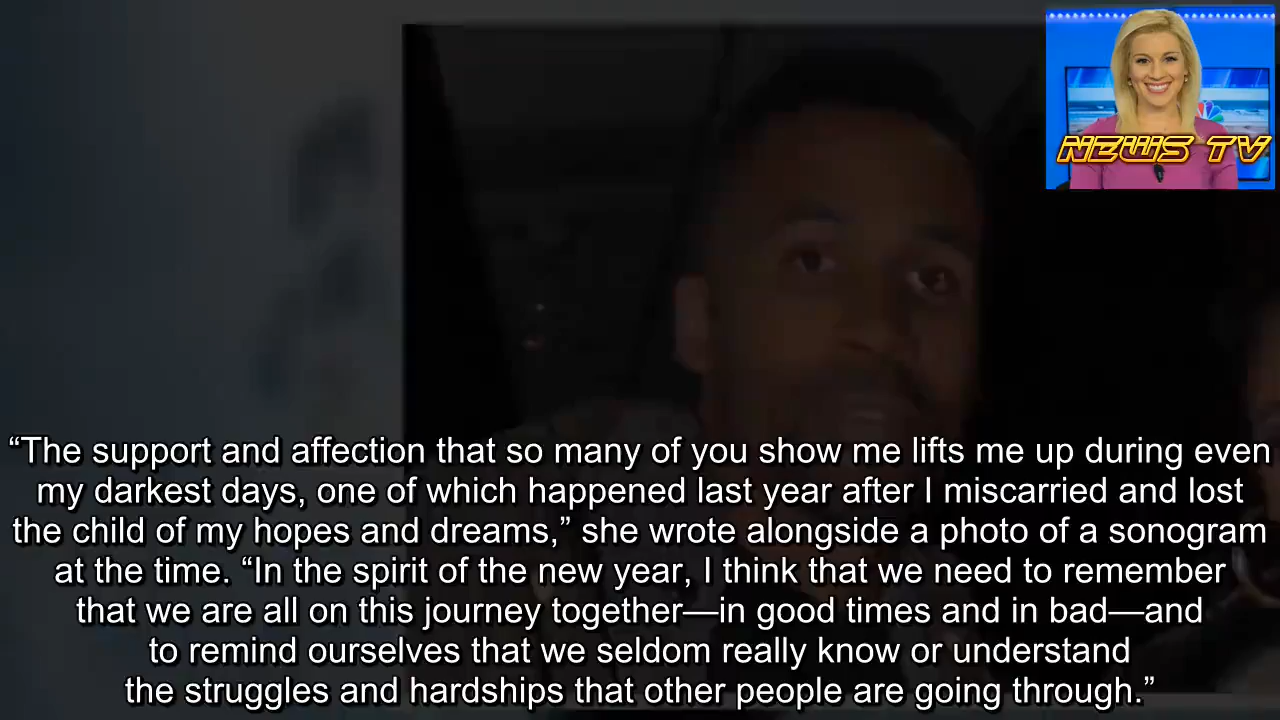 NEWS TV
“The support and affection that so many of you show me lifts me up during even
my darkest days, one of which happened last year after I miscarried and lost
the child of my hopes and dreams,” she wrote alongside a photo of a sonogram
at the time. “In the spirit of the new year, I think that we need to remember
that we are all on this journey together—in good times and in bad—and
to remind ourselves that we seldom really know or understand
the struggles and hardships that other people are going through.”